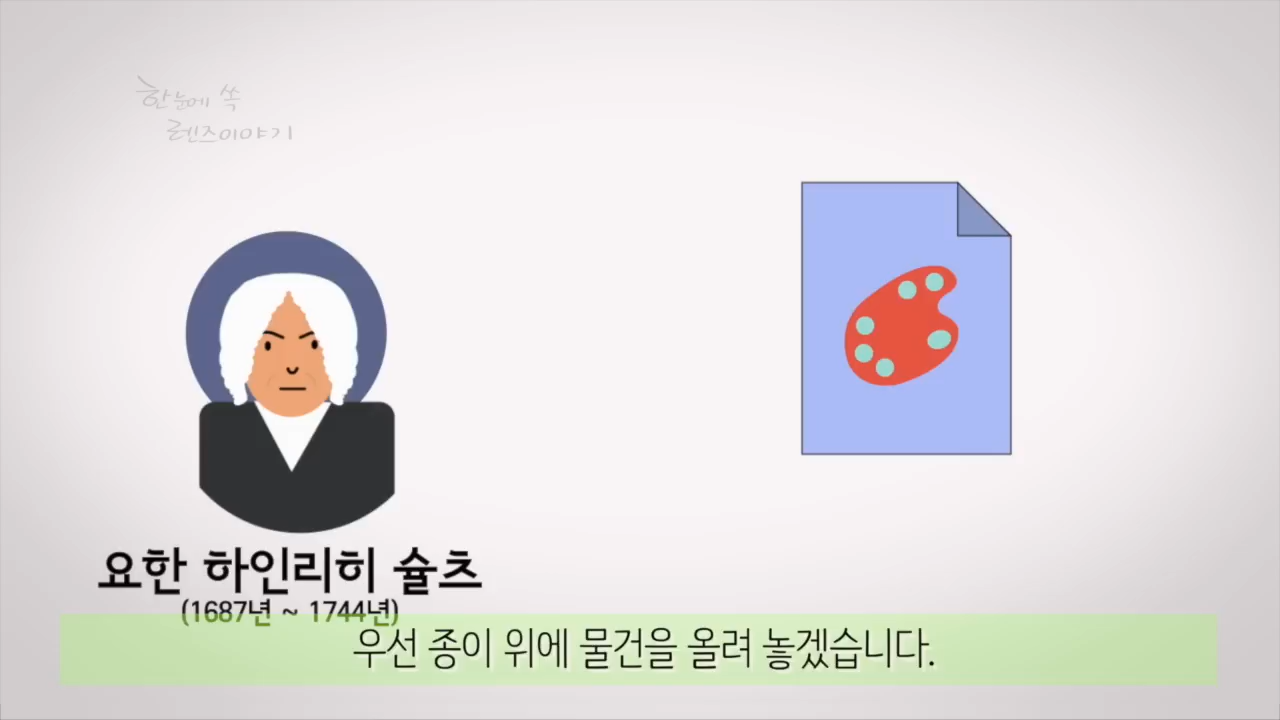 한눈에 쏙
렌즈이야기
요한 하인리히 슐츠
(1687년 ~ 1744년)
우선 종이 위에 물건을 올려 놓겠습니다.